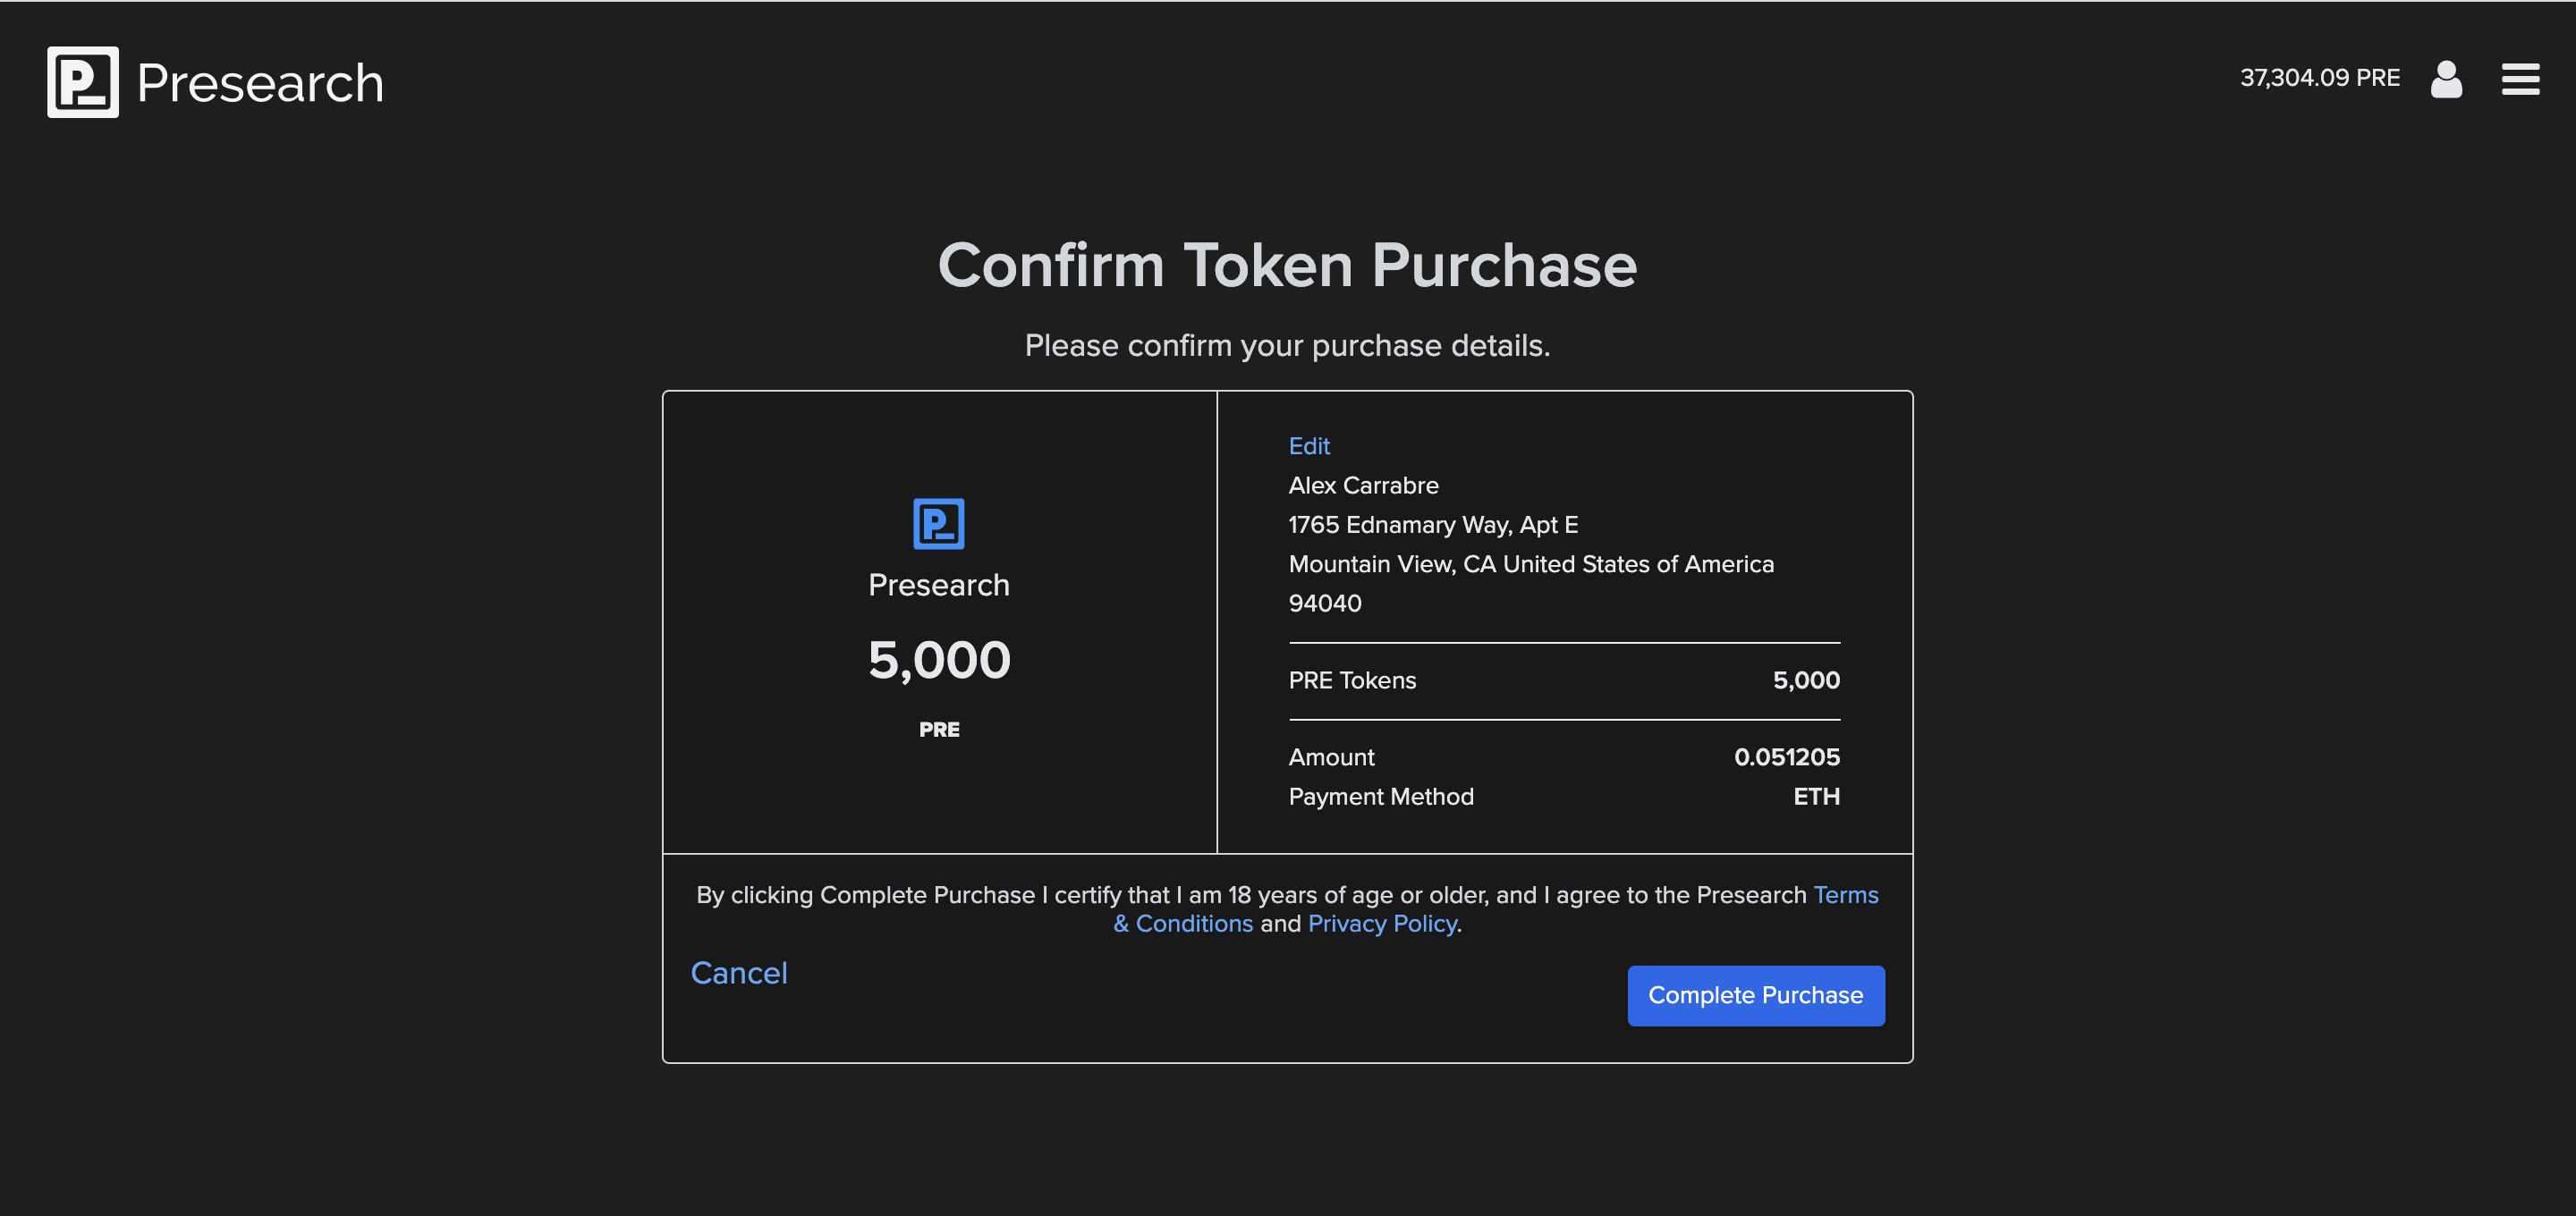 Presearch
37,304.09 PRE
Confirm Token Purchase
Please confirm your purchase details.
Presearch
5,000
PRE
Edit
Alex Carrabre
1765 Ednamary Way, Apt E
Mountain View, CA United States of America
94040
PRE Tokens 5,000
Amount 0.051205
Payment Method ETH
By clicking Complete Purchase I certify that I am 18 years of age or older, and I agree to the Presearch Terms
& Conditions and Privacy Policy.
Cancel
Complete Purchase